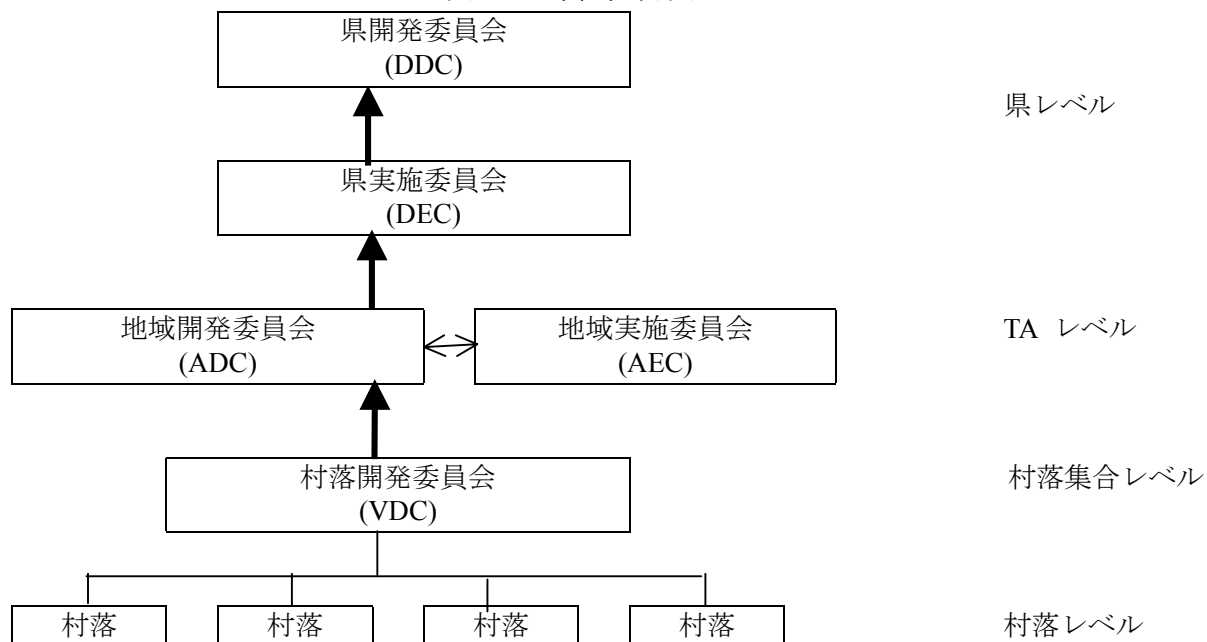 県開発委員会
(DDC)
県レベル
県実施委員会
(DEC)
地域開発委員会
(ADC)
地域実施委員会
(AEC)
TA レベル
村落開発委員会
(VDC)
村落集合レベル
村落
村落
村落
村落
村落レベル